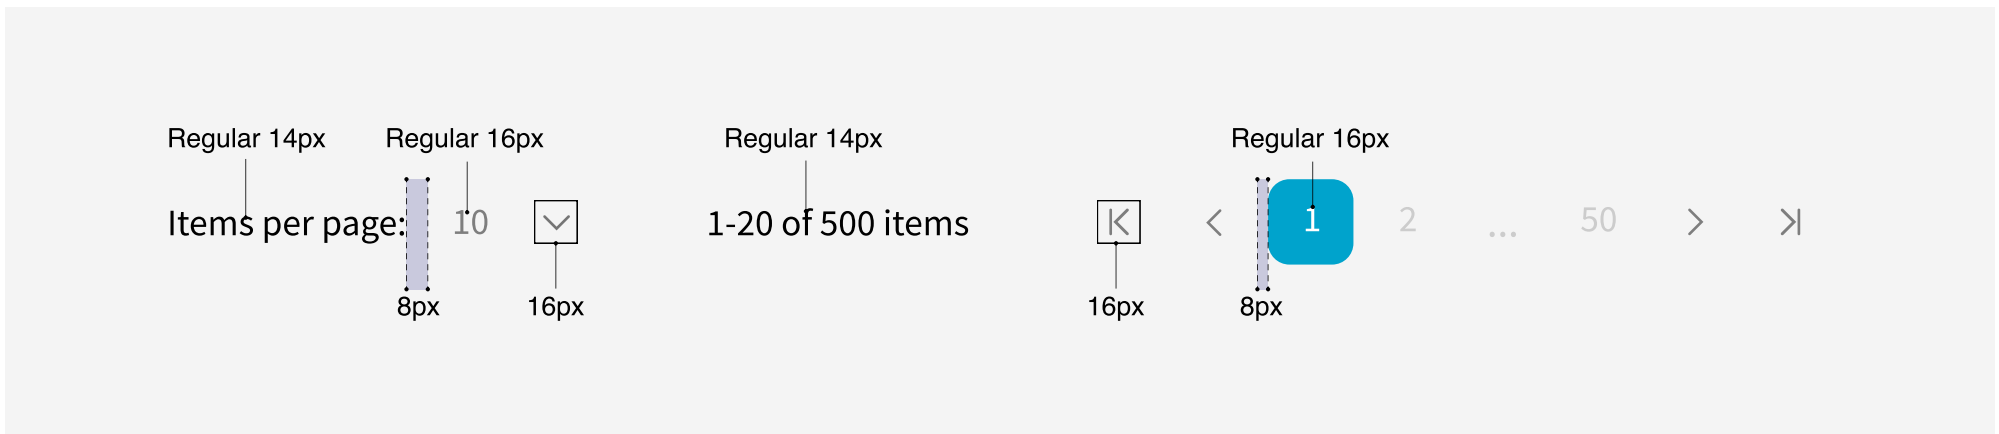 Regular 14px Regular 16px Regular 14px Regular 16px
Items per page: 10 1-20 of 500 items 1 2 ... 50
8px 16px 16px 8px